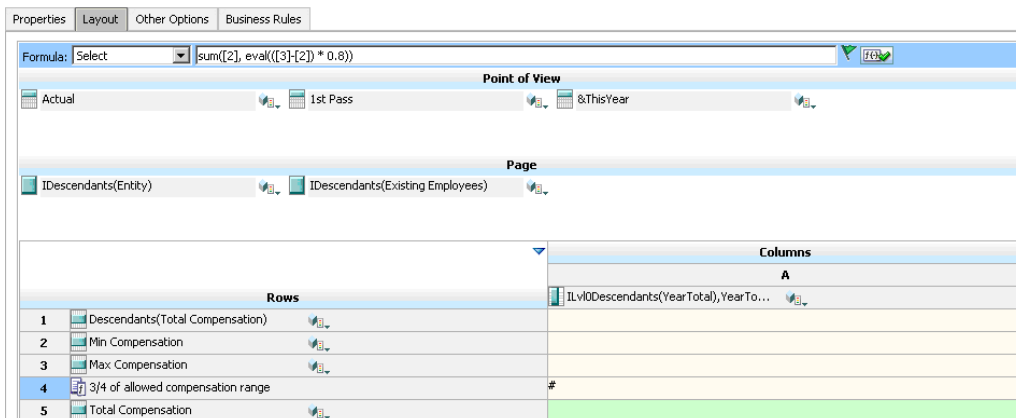 Properties Layout Other Options Business Rules
Formula: Select sum([2], eval(([3]-[2]) * 0.8))
Point of View
Actual 1st Pass &ThisYear
Page
IDescendants(Entity) IDescendants(Existing Employees)
Columns
A
Rows ILvl0Descendants(YearTotal),YearTo...
1 Descendants(Total Compensation)
2 Min Compensation
3 Max Compensation
4 3/4 of allowed compensation range #
5 Total Compensation